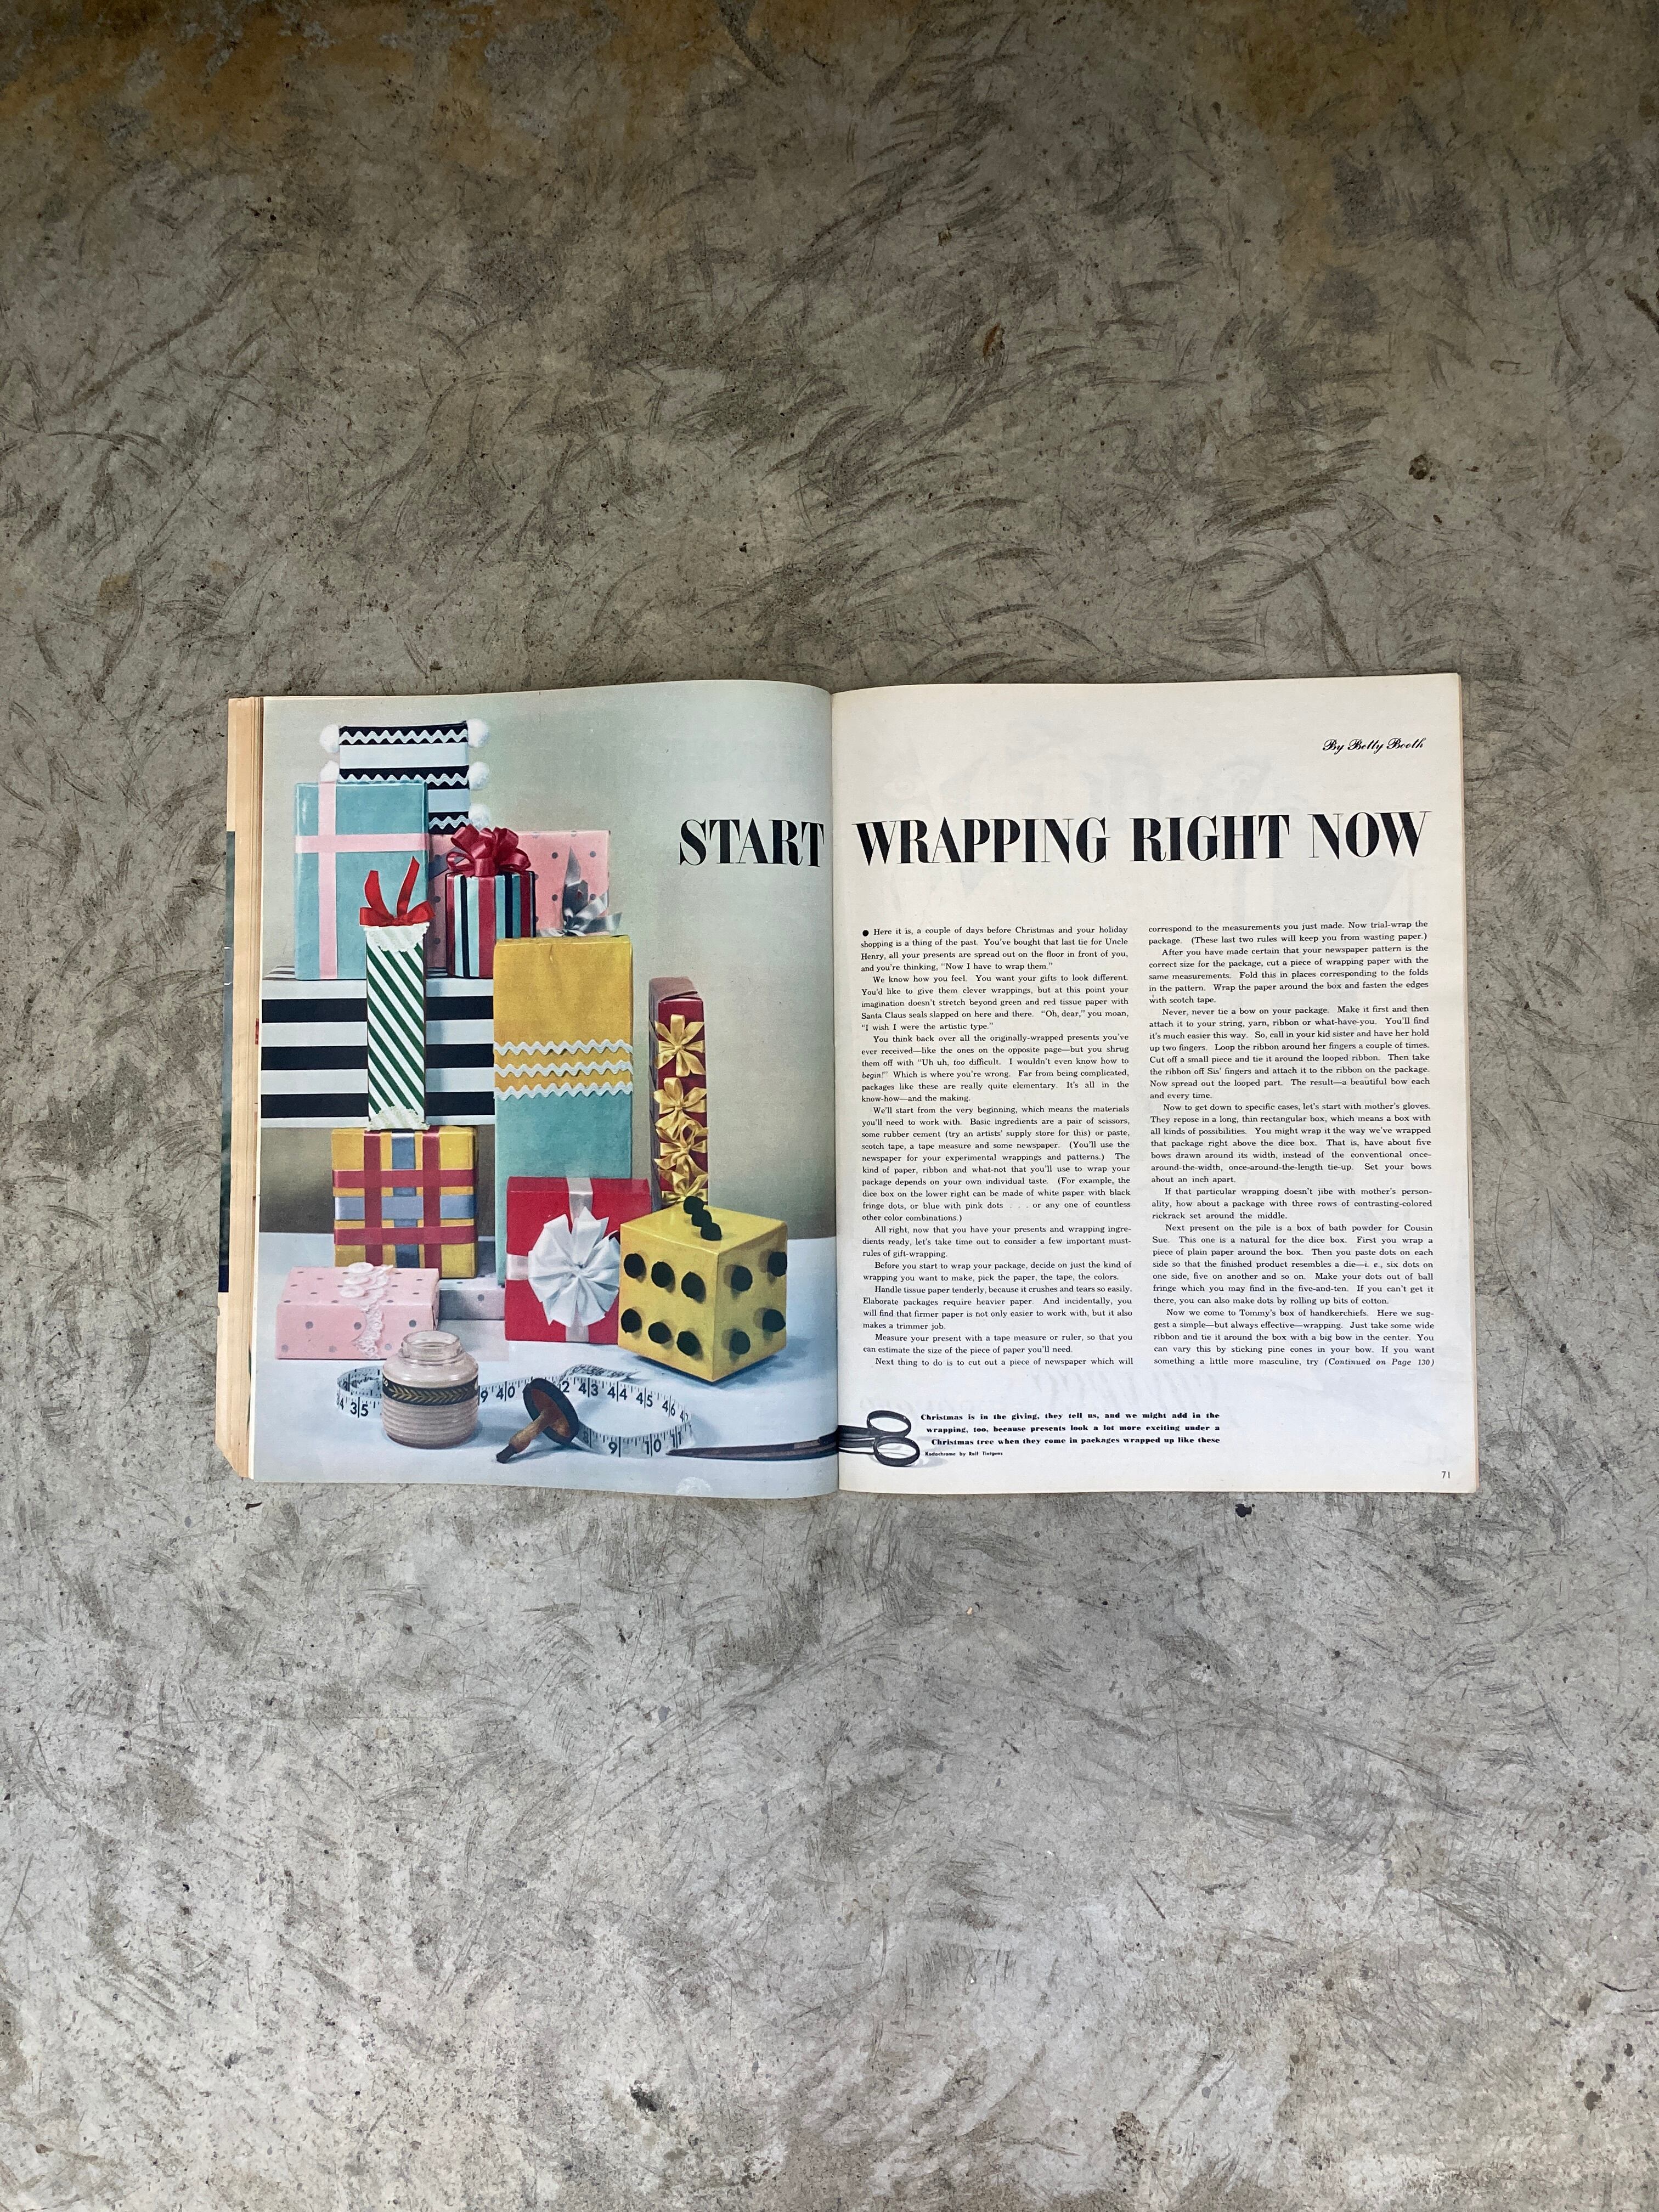 By Betty Booth
START WRAPPING RIGHT NOW
● Here it is, a couple of days before Christmas and your holiday
shopping is a thing of the past. You've bought that last tie for Uncle
Henry, all your presents are spread out on the floor in front of you,
and you're thinking, "Now I have to wrap them."
We know how you feel. You want your gifts to look different.
You'd like to give them clever wrappings, but at this point your
imagination doesn't stretch beyond green and red tissue paper with
Santa Claus seals slapped on here and there. "Oh, dear," you moan,
"I wish I were the artistic type."
You think back over all the originally-wrapped presents you've
ever received—like the ones on the opposite page—but you shrug
them off with "Uh uh, too difficult. I wouldn't even know how to
begin!" Which is where you're wrong. Far from being complicated,
packages like these are really quite elementary. It's all in the
know-how—and the making.
We'll start from the very beginning, which means the materials
you'll need to work with. Basic ingredients are a pair of scissors,
some rubber cement (try an artists' supply store for this) or paste,
scotch tape, a tape measure and some newspaper. (You'll use the
newspaper for your experimental wrappings and patterns.) The
kind of paper, ribbon and what-not that you'll use to wrap your
package depends on your own individual taste. (For example, the
dice box on the lower right can be made of white paper with black
fringe dots, or blue with pink dots . . . or any one of countless
other color combinations.)
All right, now that you have your presents and wrapping ingre-
dients ready, let's take time out to consider a few important must-
rules of gift-wrapping.
Before you start to wrap your package, decide on just the kind of
wrapping you want to make, pick the paper, the tape, the colors.
Handle tissue paper tenderly, because it crushes and tears so easily.
Elaborate packages require heavier paper. And incidentally, you
will find that firmer paper is not only easier to work with, but it also
makes a trimmer job.
Measure your present with a tape measure or ruler, so that you
can estimate the size of the piece of paper you'll need.
Next thing to do is to cut out a piece of newspaper which will
correspond to the measurements you just made. Now trial-wrap the
package. (These last two rules will keep you from wasting paper.)
After you have made certain that your newspaper pattern is the
correct size for the package, cut a piece of wrapping paper with the
same measurements. Fold this in places corresponding to the folds
in the pattern. Wrap the paper around the box and fasten the edges
with scotch tape.
Never, never tie a bow on your package. Make it first and then
attach it to your string, yarn, ribbon or what-have-you. You'll find
it's much easier this way. So, call in your kid sister and have her hold
up two fingers. Loop the ribbon around her fingers a couple of times.
Cut off a small piece and tie it around the looped ribbon. Then take
the ribbon off Sis' fingers and attach it to the ribbon on the package.
Now spread out the looped part. The result—a beautiful bow each
and every time.
Now to get down to specific cases, let's start with mother's gloves.
They repose in a long, thin rectangular box, which means a box with
all kinds of possibilities. You might wrap it the way we've wrapped
that package right above the dice box. That is, have about five
bows drawn around its width, instead of the conventional once-
around-the-width, once-around-the-length tie-up. Set your bows
about an inch apart.
If that particular wrapping doesn't jibe with mother's person-
ality, how about a package with three rows of contrasting-colored
rickrack set around the middle.
Next present on the pile is a box of bath powder for Cousin
Sue. This one is a natural for the dice box. First you wrap a
piece of plain paper around the box. Then you paste dots on each
side so that the finished product resembles a die—i. e., six dots on
one side, five on another and so on. Make your dots out of ball
fringe which you may find in the five-and-ten. If you can't get it
there, you can also make dots by rolling up bits of cotton.
Now we come to Tommy's box of handkerchiefs. Here we sug-
gest a simple—but always effective—wrapping. Just take some wide
ribbon and tie it around the box with a big bow in the center. You
can vary this by sticking pine cones in your bow. If you want
something a little more masculine, try (Continued on Page 130)
35
9 40
2 43 44 45 46
9 10 11
Christmas is in the giving, they tell us, and we might add in the
wrapping, too, because presents look a lot more exciting under a
Christmas tree when they come in packages wrapped up like these
Kodachrome by Rolf Tietgens
71